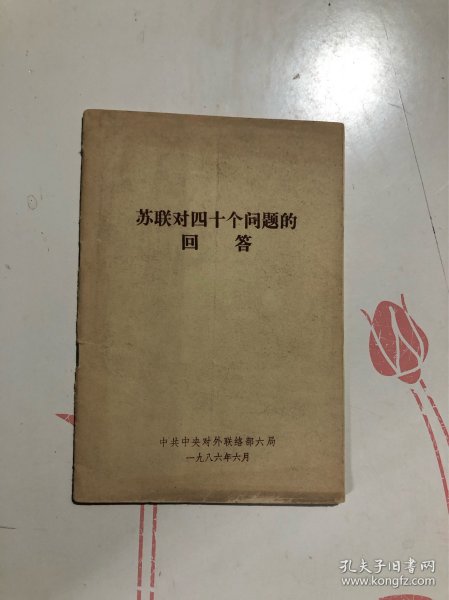 苏联对四十个问题的
回 答
中共中央对外联络部六局
一九八六年六月
孔夫子旧书网
www.kongfz.com